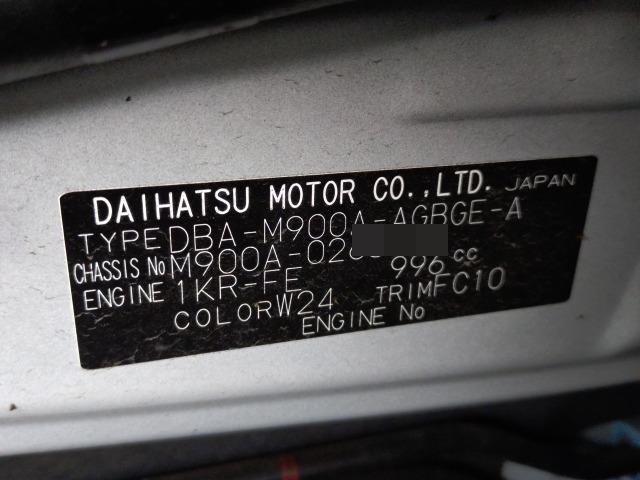 DAIHATSU MOTOR CO.,LTD. JAPAN
TYPE DBA-M900A-AGBGE-A
CHASSIS No M900A-028
ENGINE 1KR-FE 996 cc
COLOR W24 TRIM FC10
ENGINE No